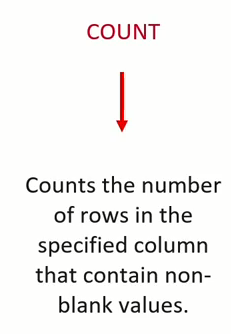 COUNT
Counts the number
of rows in the
specified column
that contain non-
blank values.